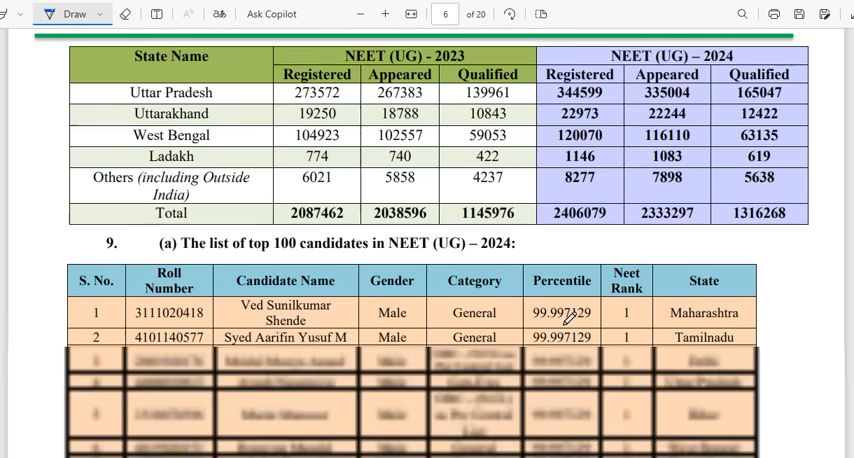 Draw
Ask Copilot
6 of 20
State Name NEET (UG) - 2023 NEET (UG) – 2024
Registered Appeared Qualified Registered Appeared Qualified
Uttar Pradesh 273572 267383 139961 344599 335004 165047
Uttarakhand 19250 18788 10843 22973 22244 12422
West Bengal 104923 102557 59053 120070 116110 63135
Ladakh 774 740 422 1146 1083 619
Others (including Outside India) 6021 5858 4237 8277 7898 5638
Total 2087462 2038596 1145976 2406079 2333297 1316268
9. (a) The list of top 100 candidates in NEET (UG) – 2024:
S. No. Roll Number Candidate Name Gender Category Percentile Neet Rank State
1 3111020418 Ved Sunilkumar Shende Male General 99.997129 1 Maharashtra
2 4101140577 Syed Aarifin Yusuf M Male General 99.997129 1 Tamilnadu